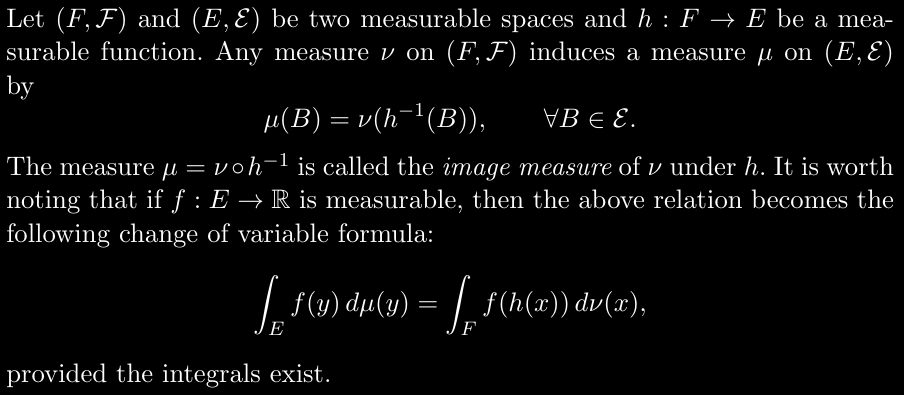 Let (F, ℱ) and (E, ℰ) be two measurable spaces and h : F → E be a mea-
surable function. Any measure ν on (F, ℱ) induces a measure μ on (E, ℰ)
by
μ(B) = ν(h⁻¹(B)), ∀B ∈ ℰ.
The measure μ = ν∘h⁻¹ is called the image measure of ν under h. It is worth
noting that if f : E → ℝ is measurable, then the above relation becomes the
following change of variable formula:
∫_E f(y) dμ(y) = ∫_F f(h(x)) dν(x),
provided the integrals exist.